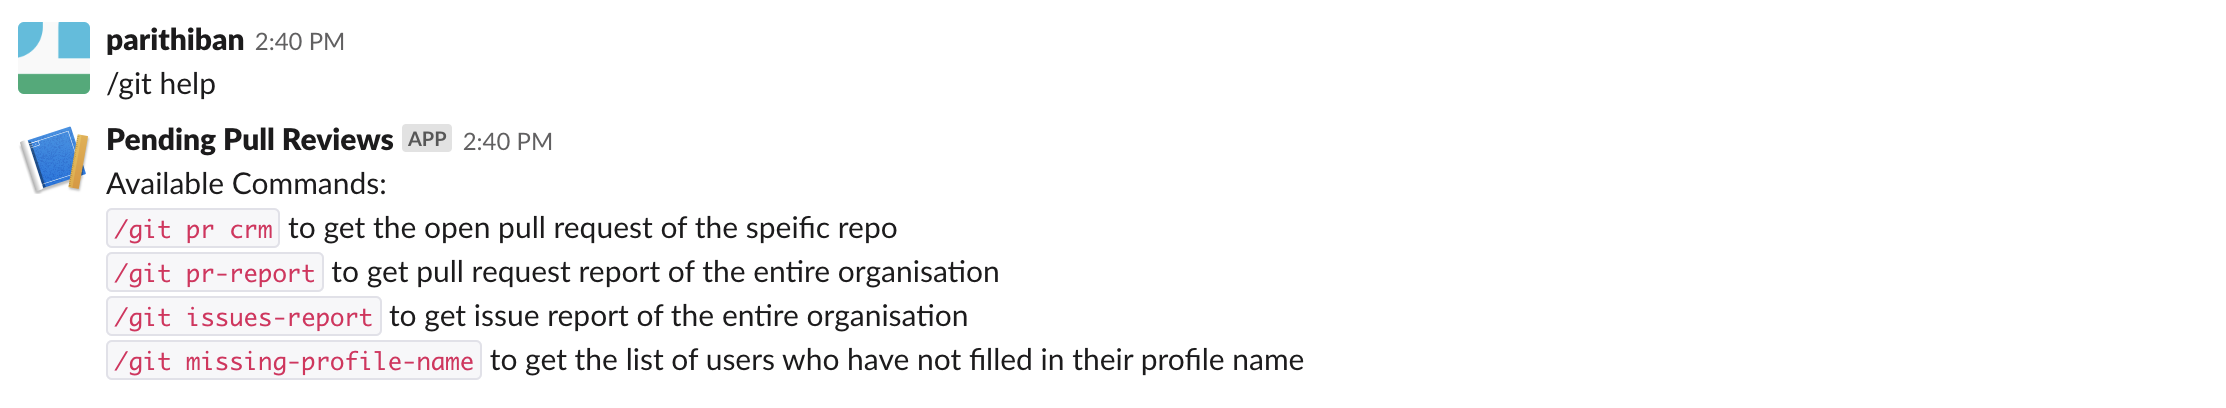 parithiban 2:40 PM
/git help
Pending Pull Reviews APP 2:40 PM
Available Commands:
/git pr crm to get the open pull request of the speific repo
/git pr-report to get pull request report of the entire organisation
/git issues-report to get issue report of the entire organisation
/git missing-profile-name to get the list of users who have not filled in their profile name